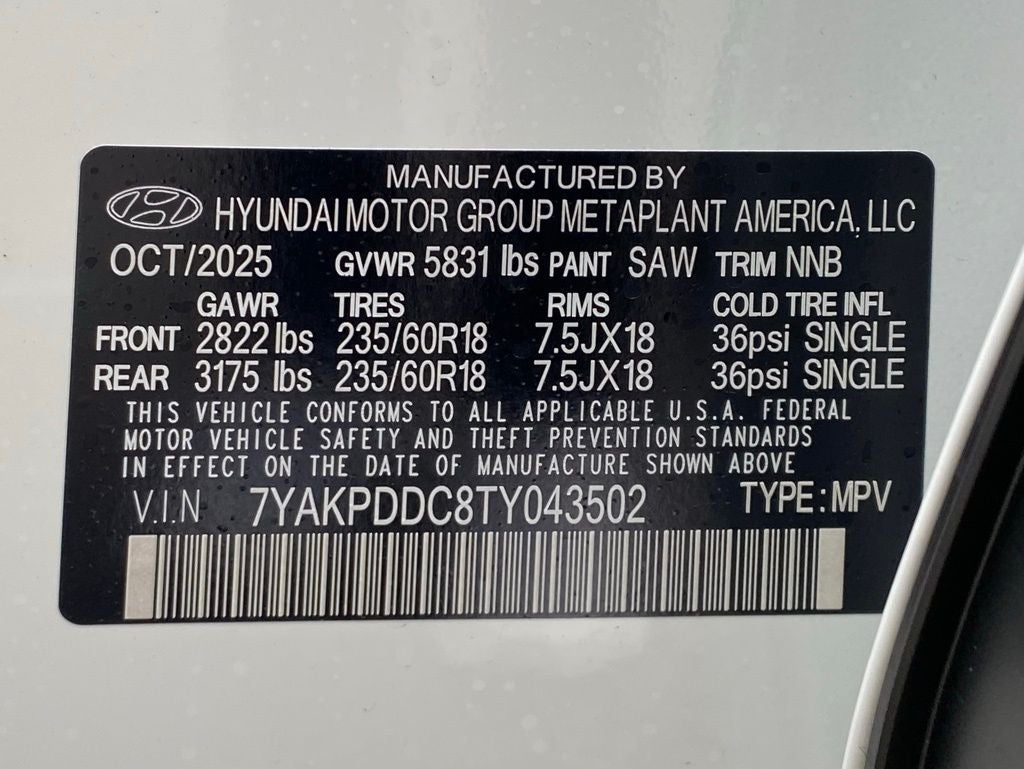 MANUFACTURED BY
HYUNDAI MOTOR GROUP METAPLANT AMERICA, LLC
OCT/2025 GVWR 5831 lbs PAINT SAW TRIM NNB
GAWR TIRES RIMS COLD TIRE INFL
FRONT 2822 lbs 235/60R18 7.5JX18 36psi SINGLE
REAR 3175 lbs 235/60R18 7.5JX18 36psi SINGLE
THIS VEHICLE CONFORMS TO ALL APPLICABLE U.S.A. FEDERAL
MOTOR VEHICLE SAFETY AND THEFT PREVENTION STANDARDS
IN EFFECT ON THE DATE OF MANUFACTURE SHOWN ABOVE
V.I.N 7YAKPDDC8TY043502 TYPE: MPV